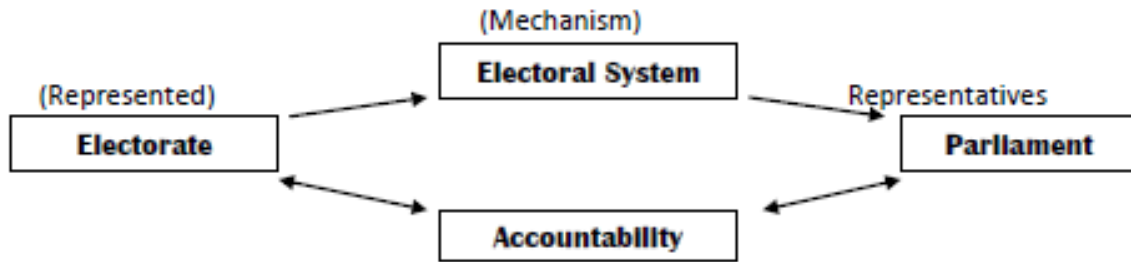 (Mechanism)
Electoral System
(Represented)
Representatives
Electorate
Parliament
Accountability